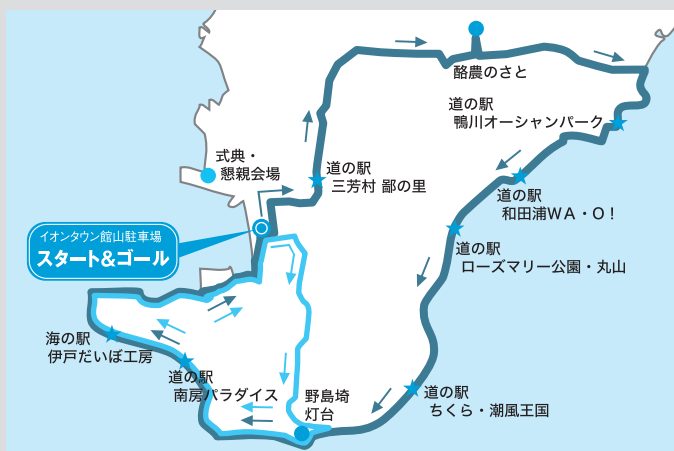 酪農のさと
道の駅
鴨川オーシャンパーク
式典・
懇親会場
道の駅
三芳村 鄙の里
道の駅
和田浦WA・O!
イオンタウン館山駐車場
スタート&ゴール
道の駅
ローズマリー公園・丸山
海の駅
伊戸だいぼ工房
道の駅
南房パラダイス
野島埼
灯台
道の駅
ちくら・潮風王国